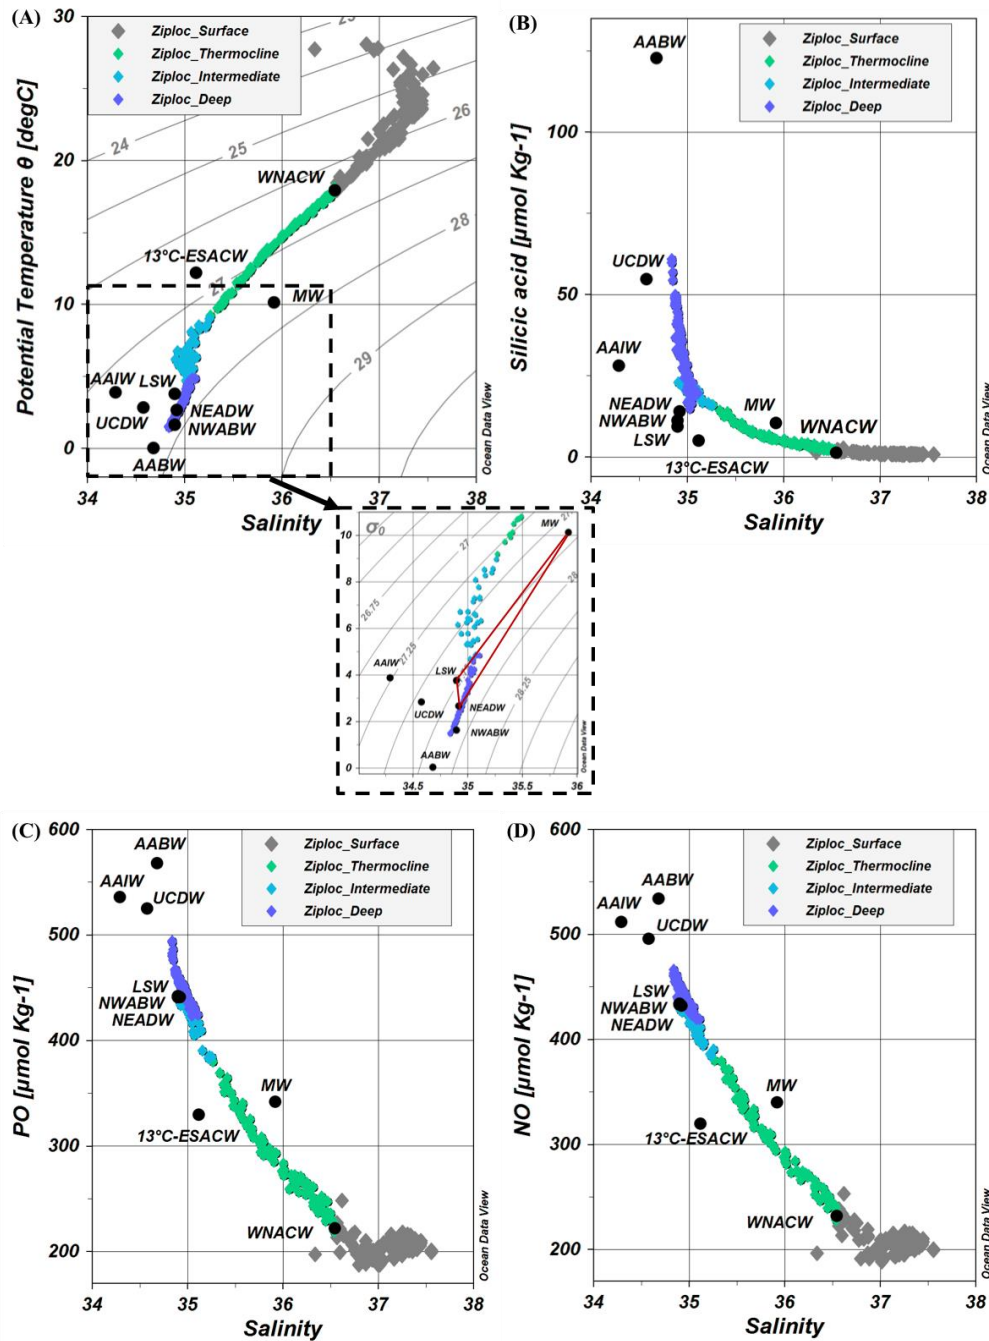 (A)
Ziploc_Surface
Ziploc_Thermocline
Ziploc_Intermediate
Ziploc_Deep
30
20
10
0
Potential Temperature θ [degC]
23
24
25
26
27
28
29
WNACW
13°C-ESACW
MW
AAIW
LSW
UCDW
NEADW
NWABW
AABW
34
35
36
37
38
Salinity
Ocean Data View
(B)
Ziploc_Surface
Ziploc_Thermocline
Ziploc_Intermediate
Ziploc_Deep
100
50
0
Silicic acid [µmol Kg-1]
AABW
UCDW
AAIW
NEADW
NWABW
LSW
MW
WNACW
13°C-ESACW
34
35
36
37
38
Salinity
Ocean Data View
σ0
10
8
6
4
2
0
MW
27
28
26.75
27.25
28.25
AAIW
LSW
UCDW
NEADW
NWABW
AABW
34.5
35
35.5
36
Ocean Data View
(C)
Ziploc_Surface
Ziploc_Thermocline
Ziploc_Intermediate
Ziploc_Deep
600
500
400
300
200
PO [µmol Kg-1]
AABW
AAIW
UCDW
LSW
NWABW
NEADW
MW
13°C-ESACW
WNACW
34
35
36
37
38
Salinity
Ocean Data View
(D)
Ziploc_Surface
Ziploc_Thermocline
Ziploc_Intermediate
Ziploc_Deep
600
500
400
300
200
NO [µmol Kg-1]
AABW
AAIW
UCDW
LSW
NWABW
NEADW
MW
13°C-ESACW
WNACW
34
35
36
37
38
Salinity
Ocean Data View